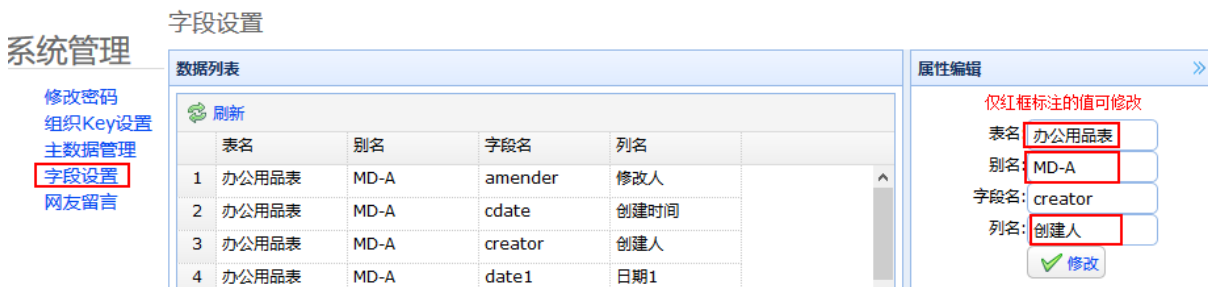 字段设置
系统管理
修改密码
组织Key设置
主数据管理
字段设置
网友留言
数据列表
刷新
表名 别名 字段名 列名
1 办公用品表 MD-A amender 修改人
2 办公用品表 MD-A cdate 创建时间
3 办公用品表 MD-A creator 创建人
4 办公用品表 MD-A date1 日期1
属性编辑
仅红框标注的值可修改
表名: 办公用品表
别名: MD-A
字段名: creator
列名: 创建人
修改